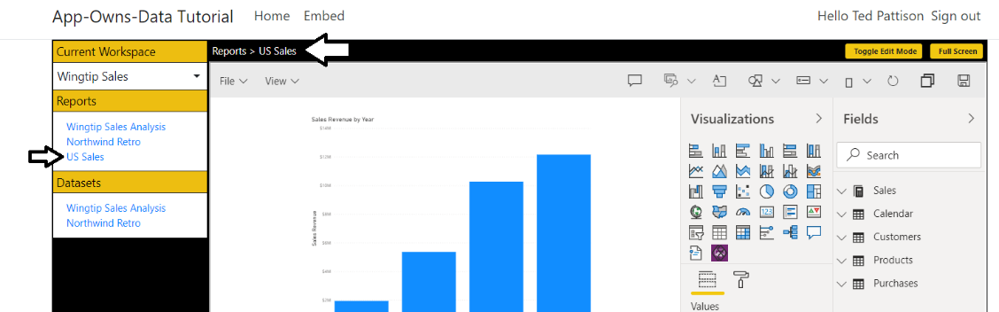 App-Owns-Data Tutorial Home Embed Hello Ted Pattison Sign out
Current Workspace
Reports > US Sales
Toggle Edit Mode
Full Screen
Wingtip Sales
Reports
Wingtip Sales Analysis
Northwind Retro
US Sales
Datasets
Wingtip Sales Analysis
Northwind Retro
File View
Sales Revenue by Year
$14M
$12M
$10M
$8M
$6M
$4M
$2M
Sales Revenue
Visualizations
123
Values
Fields
Search
Sales
Calendar
Customers
Products
Purchases